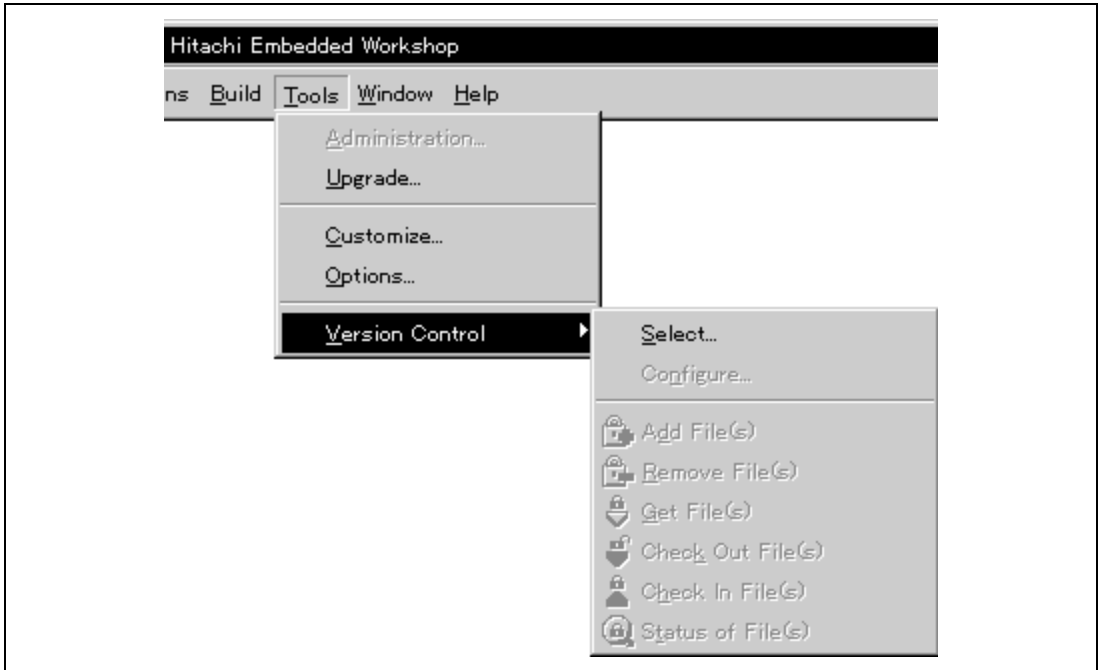 Hitachi Embedded Workshop
ns Build Tools Window Help
Administration...
Upgrade...
Customize...
Options...
Version Control
Select...
Configure...
Add File(s)
Remove File(s)
Get File(s)
Check Out File(s)
Check In File(s)
Status of File(s)